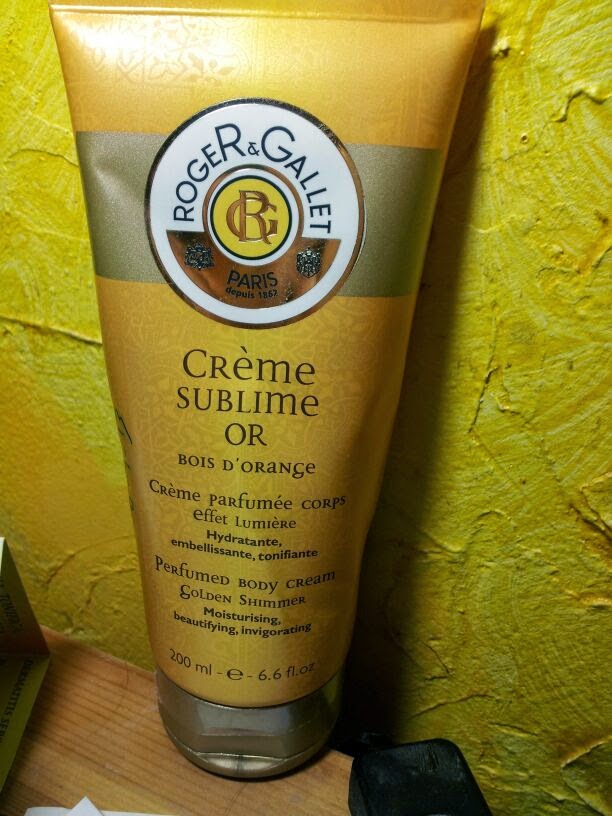 ROGER & GALLET
RG
PARIS
depuis 1862
CRème
SUBLIme
OR
BOIS D'ORANGE
CRème PARfumée CORPS
effet LUMIÈRE
Hydratante,
embellissante, tonifiante
PERfumeD BODY CReam
GOLDEN SHImmeR
Moisturising,
beautifying, invigorating
200 ml - e - 6.6 fl.oz